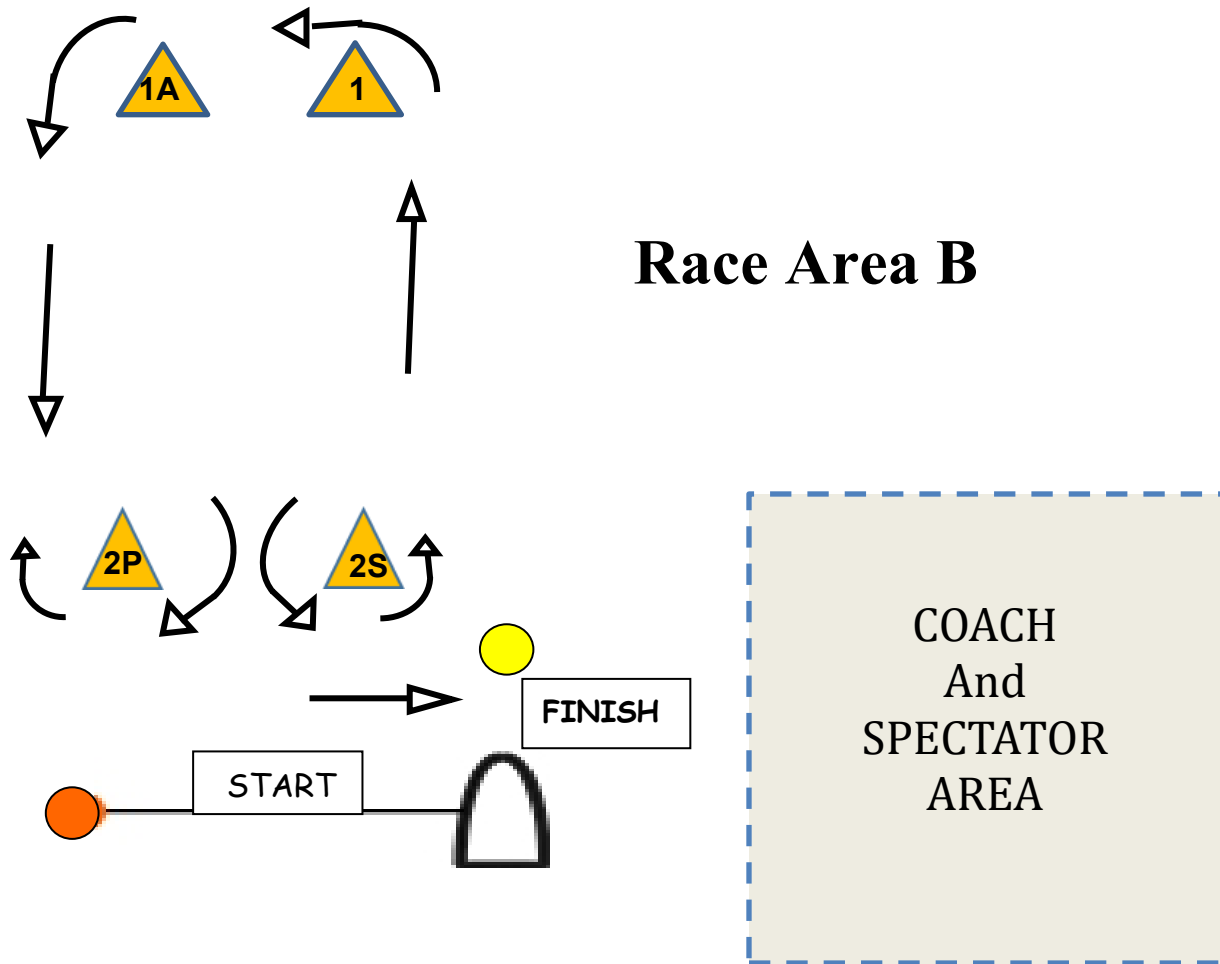 1A
1
Race Area B
2P
2S
FINISH
START
COACH
And
SPECTATOR
AREA